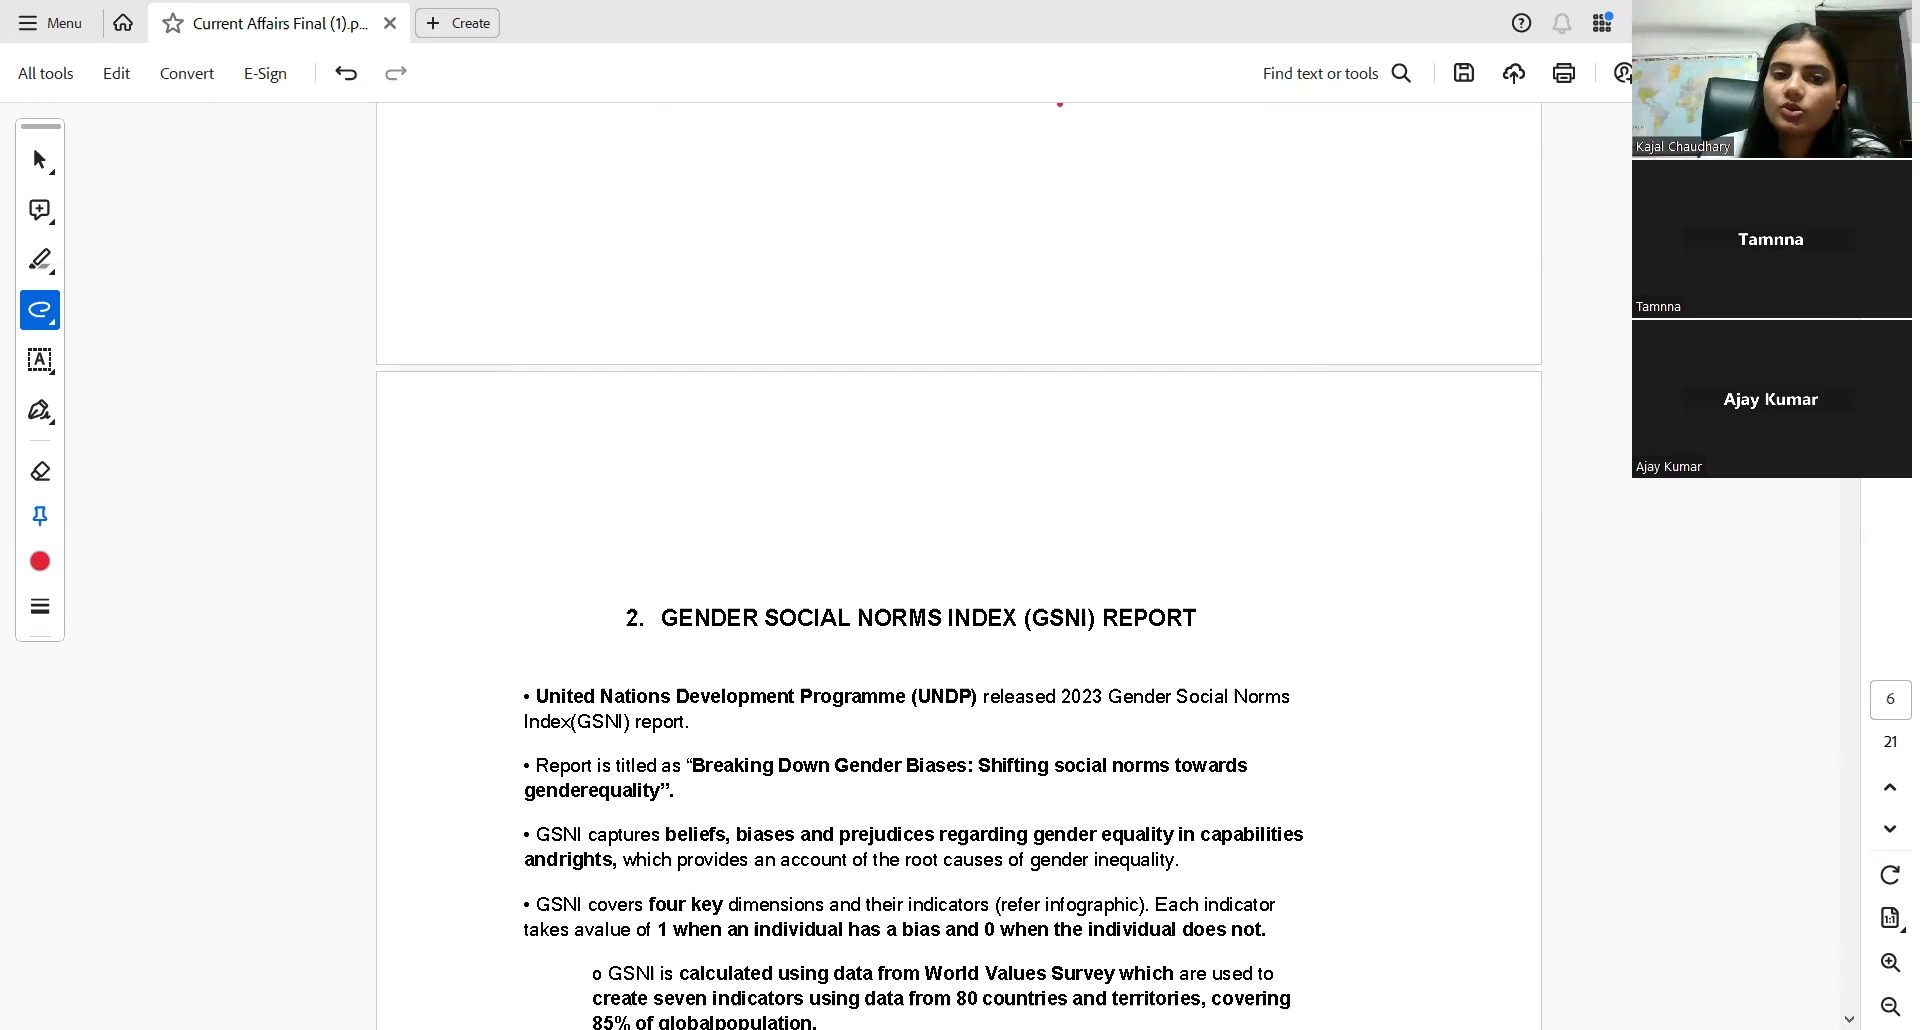 Menu
Current Affairs Final (1).p...
Create
All tools
Edit
Convert
E-Sign
Find text or tools
Kajal Chaudhary
Tamnna
Tamnna
Ajay Kumar
Ajay Kumar
2. GENDER SOCIAL NORMS INDEX (GSNI) REPORT
• United Nations Development Programme (UNDP) released 2023 Gender Social Norms
Index(GSNI) report.
• Report is titled as “Breaking Down Gender Biases: Shifting social norms towards
genderequality”.
• GSNI captures beliefs, biases and prejudices regarding gender equality in capabilities
andrights, which provides an account of the root causes of gender inequality.
• GSNI covers four key dimensions and their indicators (refer infographic). Each indicator
takes avalue of 1 when an individual has a bias and 0 when the individual does not.
o GSNI is calculated using data from World Values Survey which are used to
create seven indicators using data from 80 countries and territories, covering
85% of globalpopulation.
6
21
1:1